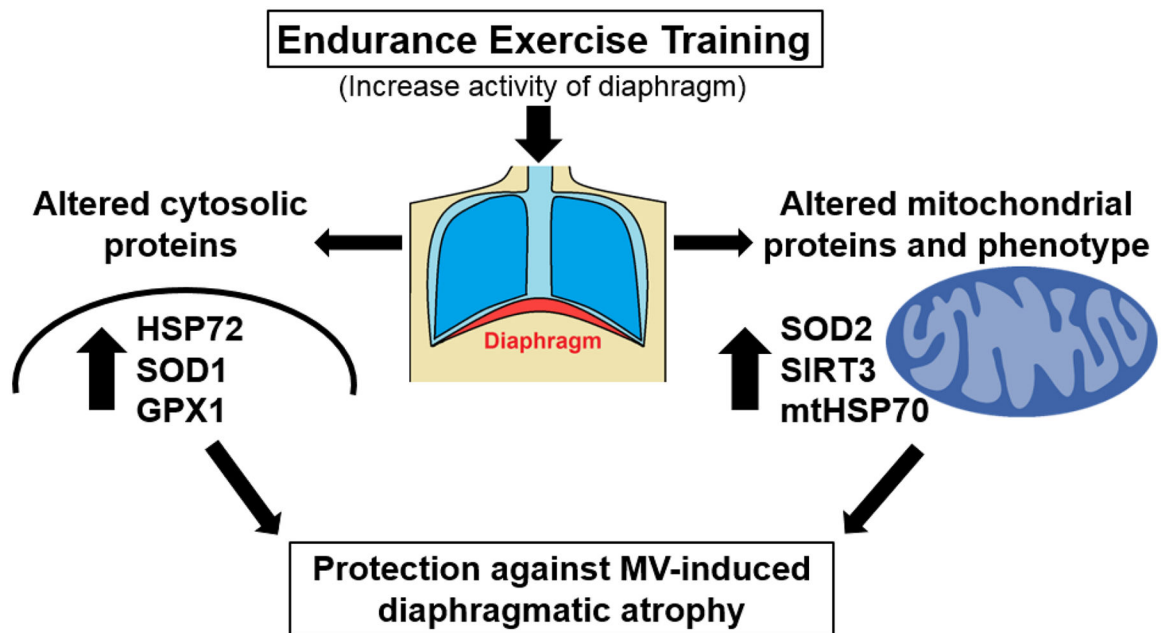 Endurance Exercise Training
(Increase activity of diaphragm)
Altered cytosolic
proteins
HSP72
SOD1
GPX1
Diaphragm
Altered mitochondrial
proteins and phenotype
SOD2
SIRT3
mtHSP70
Protection against MV-induced
diaphragmatic atrophy